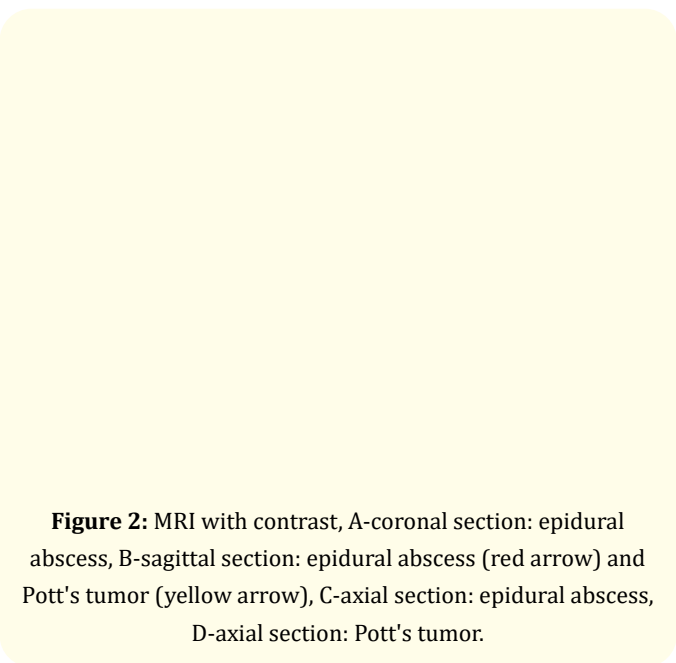 Figure 2: MRI with contrast, A-coronal section: epidural
abscess, B-sagittal section: epidural abscess (red arrow) and
Pott's tumor (yellow arrow), C-axial section: epidural abscess,
D-axial section: Pott's tumor.